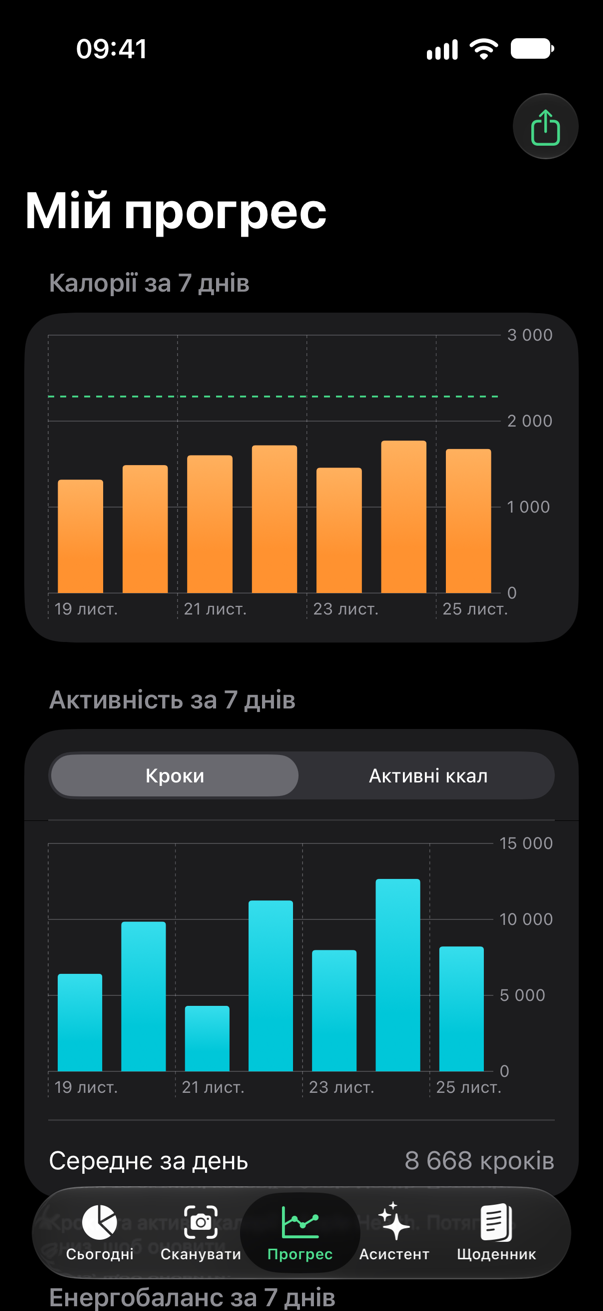 09:41
Мій прогрес
Калорії за 7 днів
3 000
2 000
1 000
0
19 лист. 21 лист. 23 лист. 25 лист.
Активність за 7 днів
Кроки Активні ккал
15 000
10 000
5 000
0
19 лист. 21 лист. 23 лист. 25 лист.
Середнє за день 8 668 кроків
Сьогодні Сканувати Прогрес Асистент Щоденник
Енергобаланс за 7 днів